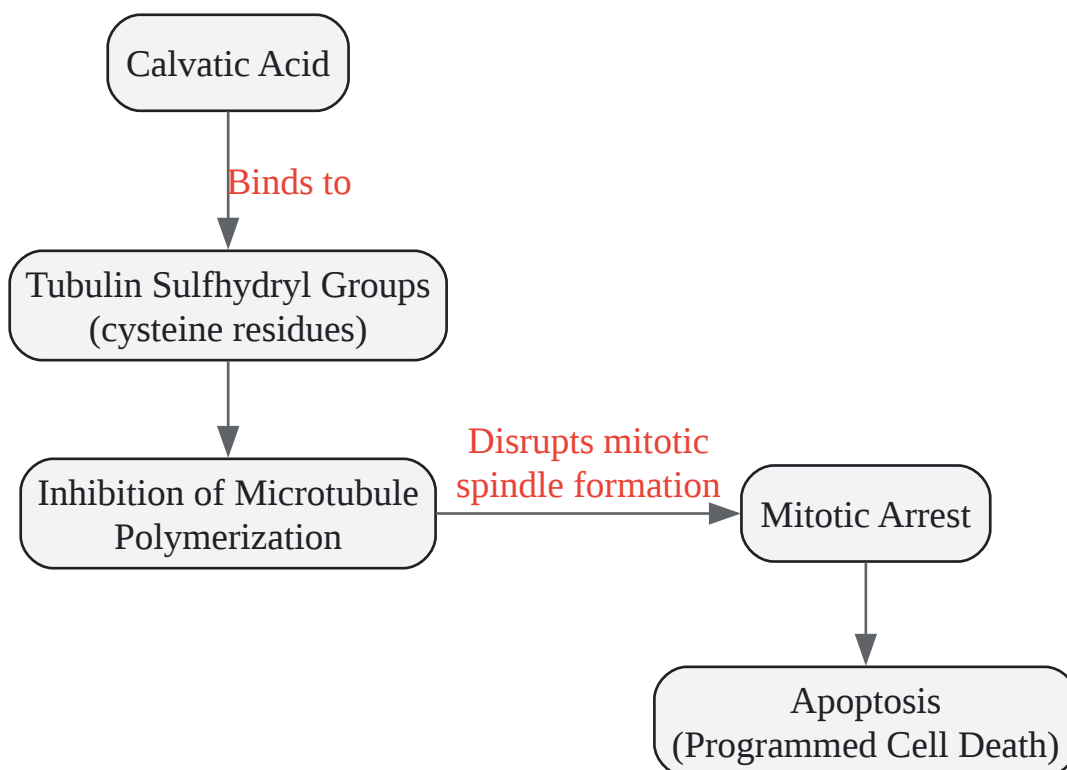 Calvatic Acid
Binds to
Tubulin Sulfhydryl Groups
(cysteine residues)
Disrupts mitotic
spindle formation
Inhibition of Microtubule
Polymerization
Mitotic Arrest
Apoptosis
(Programmed Cell Death)